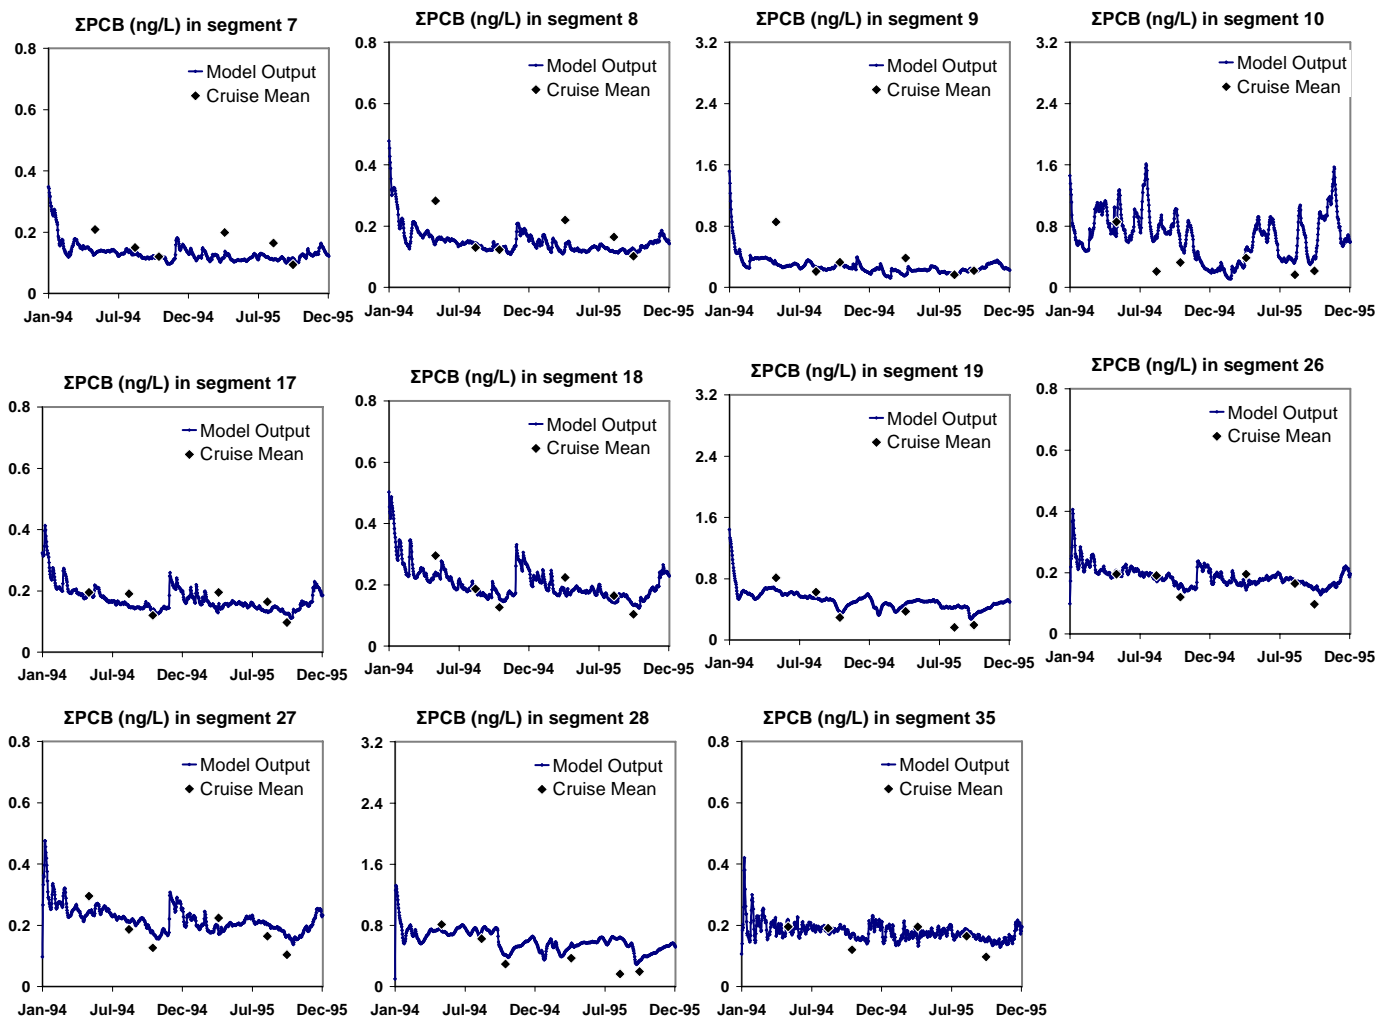 ΣPCB (ng/L) in segment 7
0.8
0.6
0.4
0.2
0
Model Output
Cruise Mean
Jan-94 Jul-94 Dec-94 Jul-95 Dec-95
ΣPCB (ng/L) in segment 8
0.8
0.6
0.4
0.2
0
Model Output
Cruise Mean
Jan-94 Jul-94 Dec-94 Jul-95 Dec-95
ΣPCB (ng/L) in segment 9
3.2
2.4
1.6
0.8
0
Model Output
Cruise Mean
Jan-94 Jul-94 Dec-94 Jul-95 Dec-95
ΣPCB (ng/L) in segment 10
3.2
2.4
1.6
0.8
0
Model Output
Cruise Mean
Jan-94 Jul-94 Dec-94 Jul-95 Dec-95
ΣPCB (ng/L) in segment 17
0.8
0.6
0.4
0.2
0
Model Output
Cruise Mean
Jan-94 Jul-94 Dec-94 Jul-95 Dec-95
ΣPCB (ng/L) in segment 18
0.8
0.6
0.4
0.2
0
Model Output
Cruise Mean
Jan-94 Jul-94 Dec-94 Jul-95 Dec-95
ΣPCB (ng/L) in segment 19
3.2
2.4
1.6
0.8
0
Model Output
Cruise Mean
Jan-94 Jul-94 Dec-94 Jul-95 Dec-95
ΣPCB (ng/L) in segment 26
0.8
0.6
0.4
0.2
0
Model Output
Cruise Mean
Jan-94 Jul-94 Dec-94 Jul-95 Dec-95
ΣPCB (ng/L) in segment 27
0.8
0.6
0.4
0.2
0
Model Output
Cruise Mean
Jan-94 Jul-94 Dec-94 Jul-95 Dec-95
ΣPCB (ng/L) in segment 28
3.2
2.4
1.6
0.8
0
Model Output
Cruise Mean
Jan-94 Jul-94 Dec-94 Jul-95 Dec-95
ΣPCB (ng/L) in segment 35
0.8
0.6
0.4
0.2
0
Model Output
Cruise Mean
Jan-94 Jul-94 Dec-94 Jul-95 Dec-95